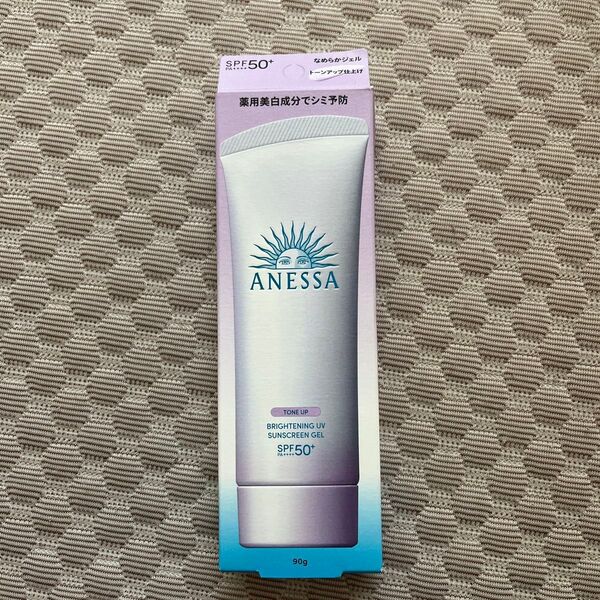 SPF50+
PA++++
なめらかジェル
トーンアップ仕上げ
薬用美白成分でシミ予防
ANESSA
TONE UP
BRIGHTENING UV
SUNSCREEN GEL
SPF50+
PA++++
90g